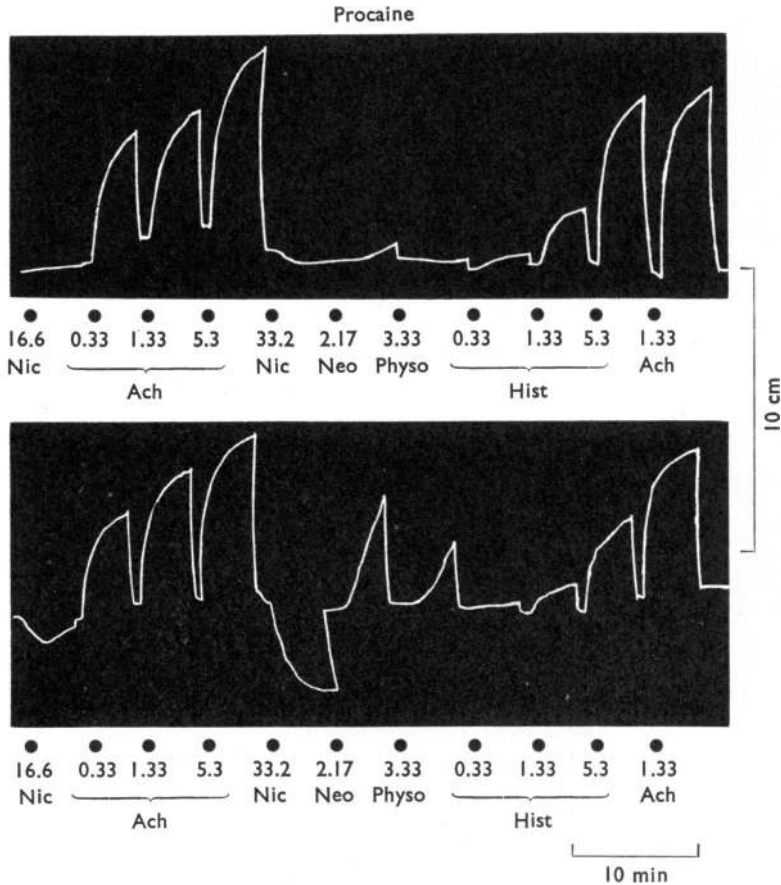 Procaine
16.6 0.33 1.33 5.3 33.2 2.17 3.33 0.33 1.33 5.3 1.33
Nic Nic Neo Physo Ach
Ach Hist
10 cm
16.6 0.33 1.33 5.3 33.2 2.17 3.33 0.33 1.33 5.3 1.33
Nic Nic Neo Physo Ach
Ach Hist
10 min